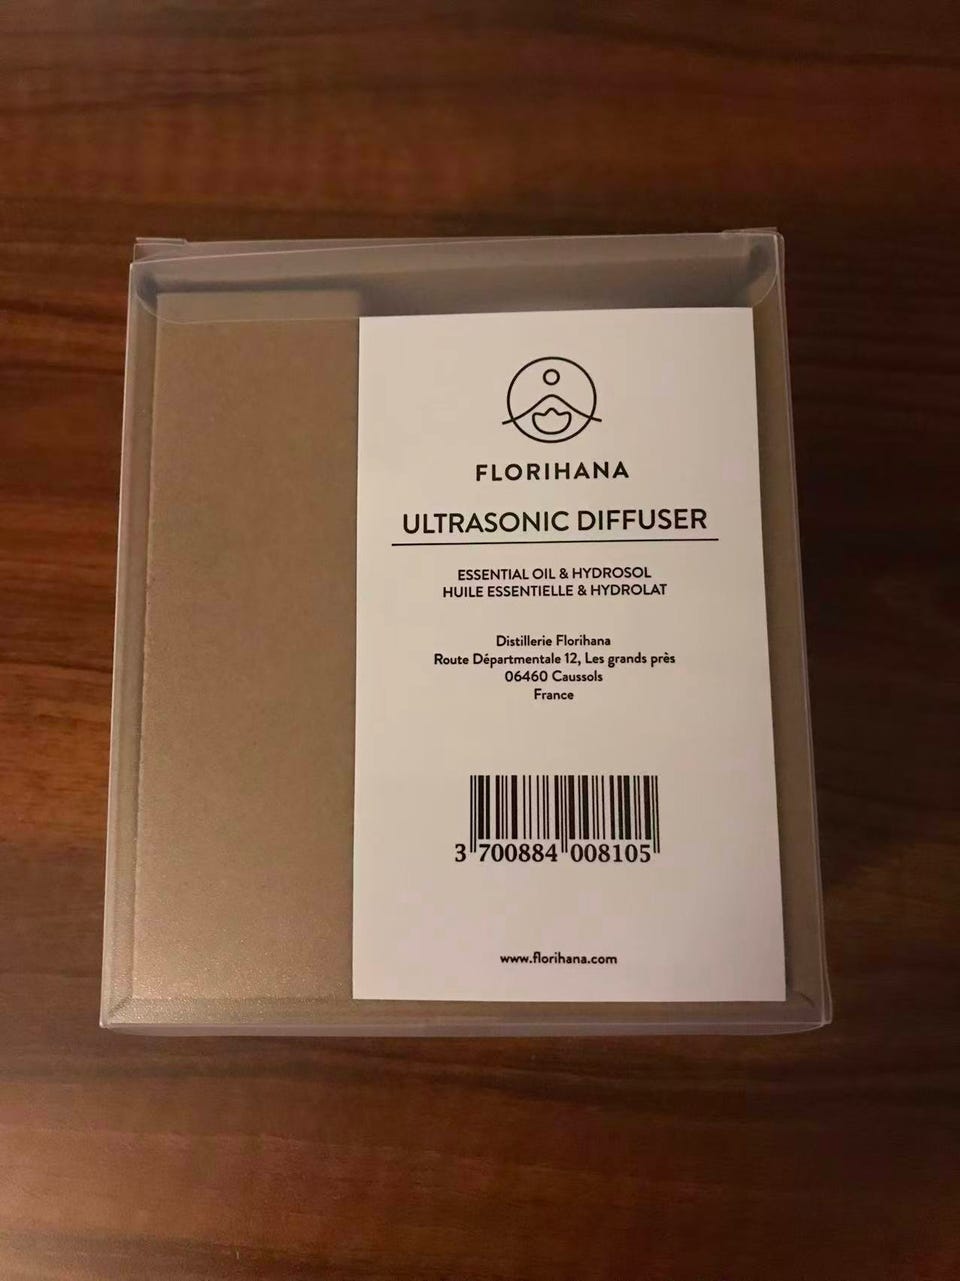 FLORIHANA
ULTRASONIC DIFFUSER
ESSENTIAL OIL & HYDROSOL
HUILE ESSENTIELLE & HYDROLAT
Distillerie Florihana
Route Départmentale 12, Les grands près
06460 Caussols
France
3 700884 008105
www.florihana.com